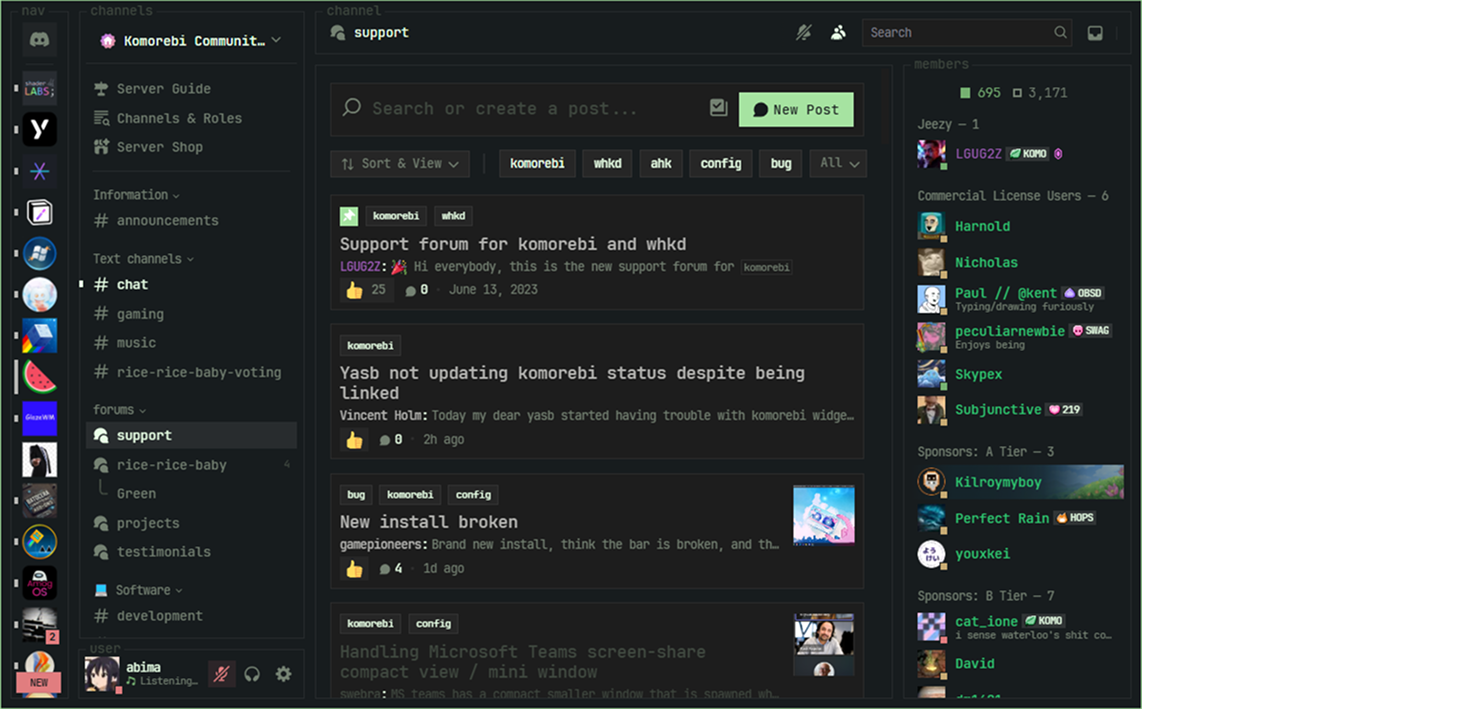 nav
channels
Komorebi Communit…
Server Guide
Channels & Roles
Server Shop
Information
# announcements
Text channels
# chat
# gaming
# music
# rice-rice-baby-voting
forums
support
rice-rice-baby 4
Green
projects
testimonials
Software
# development
user
abima
Listening…
shader
LABS;
GlazeWM
2
NEW
channel
support
Search
Search or create a post...
New Post
Sort & View
komorebi whkd ahk config bug All
komorebi whkd
Support forum for komorebi and whkd
LGUG2Z: Hi everybody, this is the new support forum for komorebi
25 0 · June 13, 2023
komorebi
Yasb not updating komorebi status despite being
linked
Vincent Holm: Today my dear yasb started having trouble with komorebi widge…
0 · 2h ago
bug komorebi config
New install broken
gamepioneers: Brand new install, think the bar is broken, and th…
4 · 1d ago
komorebi config
Handling Microsoft Teams screen-share
compact view / mini window
swebra: MS teams has a compact smaller window that is spawned wh…
members
695 3,171
Jeezy — 1
LGUG2Z KOMO
Commercial License Users — 6
Harnold
Nicholas
Paul // @kent OBSD
Typing/drawing furiously
peculiarnewbie SWAG
Enjoys being
Skypex
Subjunctive 219
Sponsors: A Tier — 3
Kilroymyboy
Perfect Rain HOPS
ようけい
youxkei
Sponsors: B Tier — 7
cat_ione KOMO
i sense waterloo's shit co…
David